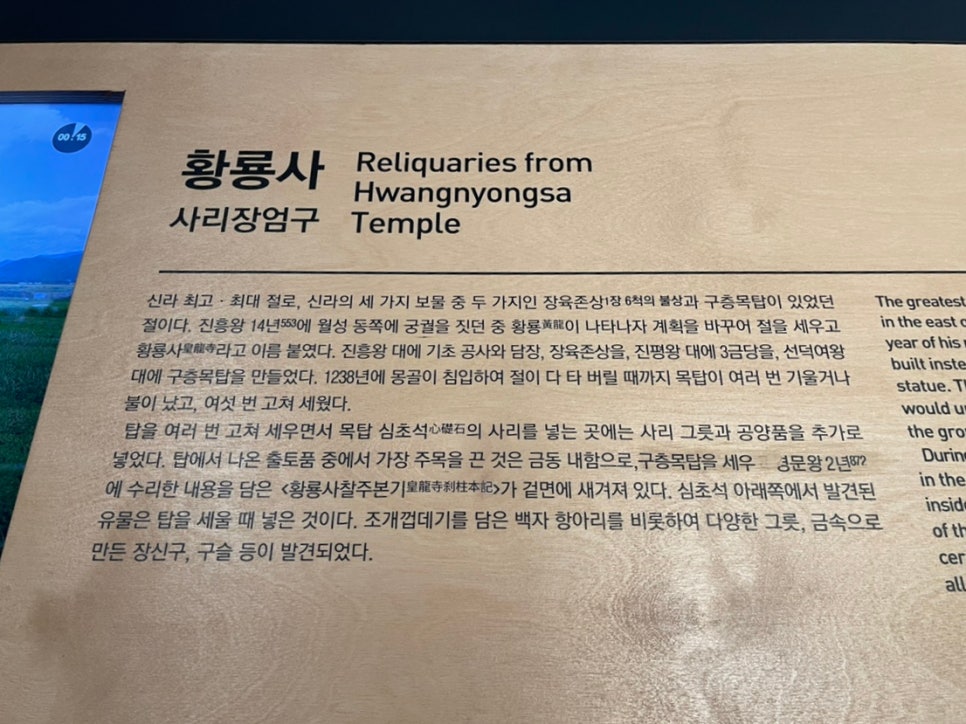 00:15
황룡사
사리장엄구
Reliquaries from
Hwangnyongsa
Temple
신라 최고 · 최대 절로, 신라의 세 가지 보물 중 두 가지인 장육존상1장 6척의 불상과 구층목탑이 있었던
절이다. 진흥왕 14년553에 월성 동쪽에 궁궐을 짓던 중 황룡黃龍이 나타나자 계획을 바꾸어 절을 세우고
황룡사皇龍寺라고 이름 붙였다. 진흥왕 대에 기초 공사와 담장, 장육존상을, 진평왕 대에 3금당을, 선덕여왕
대에 구층목탑을 만들었다. 1238년에 몽골이 침입하여 절이 다 타 버릴 때까지 목탑이 여러 번 기울거나
불이 났고, 여섯 번 고쳐 세웠다.
탑을 여러 번 고쳐 세우면서 목탑 심초석心礎石의 사리를 넣는 곳에는 사리 그릇과 공양품을 추가로
넣었다. 탑에서 나온 출토품 중에서 가장 주목을 끈 것은 금동 내함으로,구층목탑을 세우 2년872
에 수리한 내용을 담은 <황룡사찰주본기皇龍寺刹柱本記>가 겉면에 새겨져 있다. 심초석 아래쪽에서 발견된
유물은 탑을 세울 때 넣은 것이다. 조개껍데기를 담은 백자 항아리를 비롯하여 다양한 그릇, 금속으로
만든 장신구, 구슬 등이 발견되었다.
The greatest
in the east
year of his
built inste
statue. T
would u
the gro
During
in the
inside
of th
cer
all